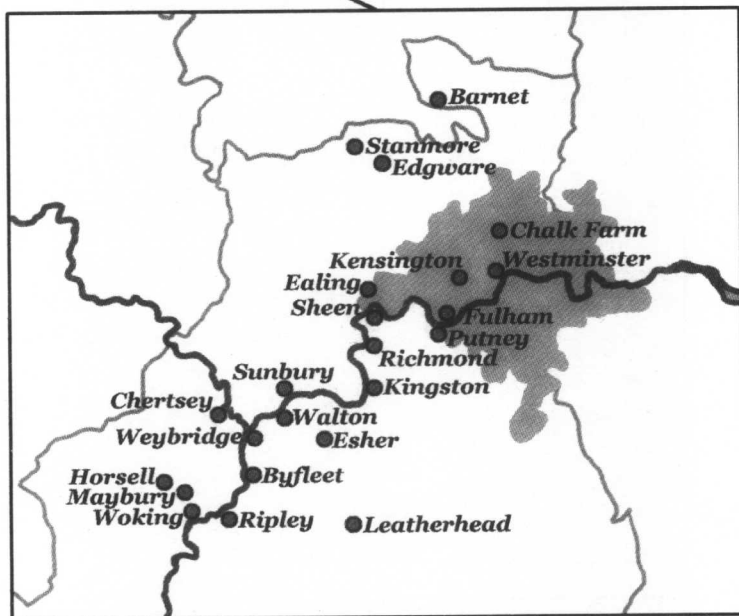 Barnet
Stanmore
Edgware
Chalk Farm
Kensington
Westminster
Ealing
Sheen
Fulham
Putney
Richmond
Sunbury
Kingston
Chertsey
Walton
Weybridge
Esher
Horsell
Byfleet
Maybury
Woking
Ripley
Leatherhead